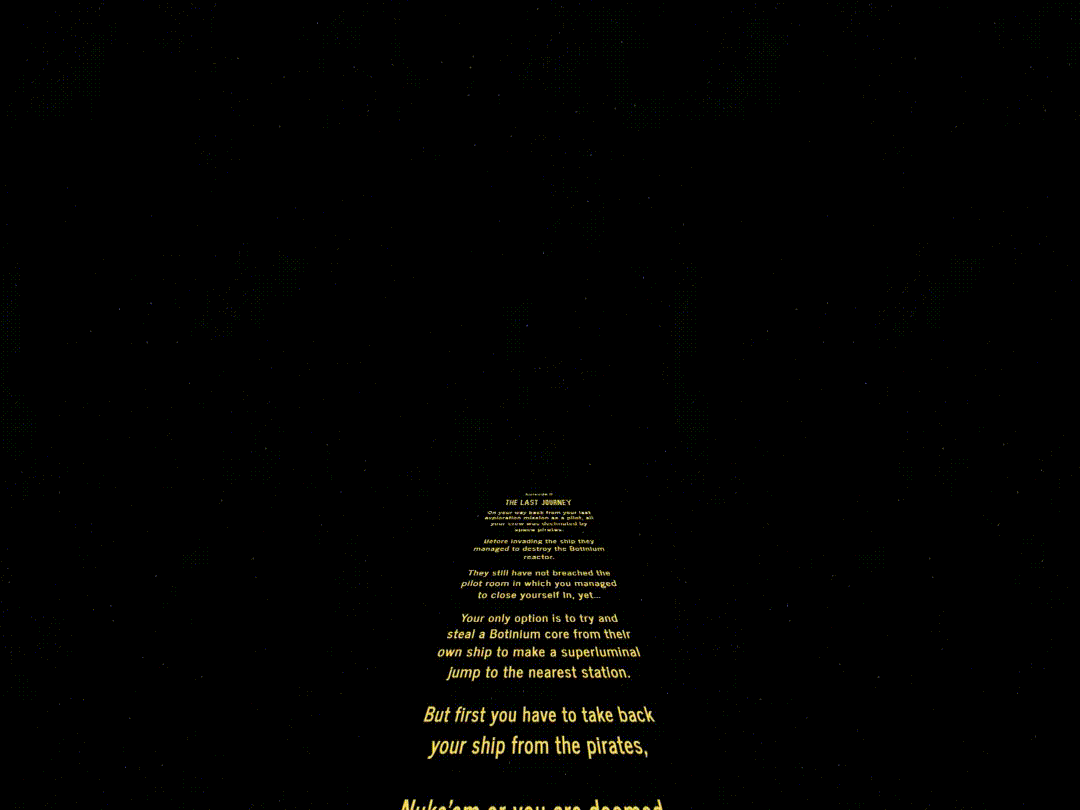 THE LAST JOURNEY
On your way back from your last
exploration mission as a pilot, all
your crew was decimated by
space pirates.
Before invading the ship they
managed to destroy the Botinium
reactor.
They still have not breached the
pilot room in which you managed
to close yourself in, yet...
Your only option is to try and
steal a Botinium core from their
own ship to make a superluminal
jump to the nearest station.
But first you have to take back
your ship from the pirates,
Nuke'em or you are doomed